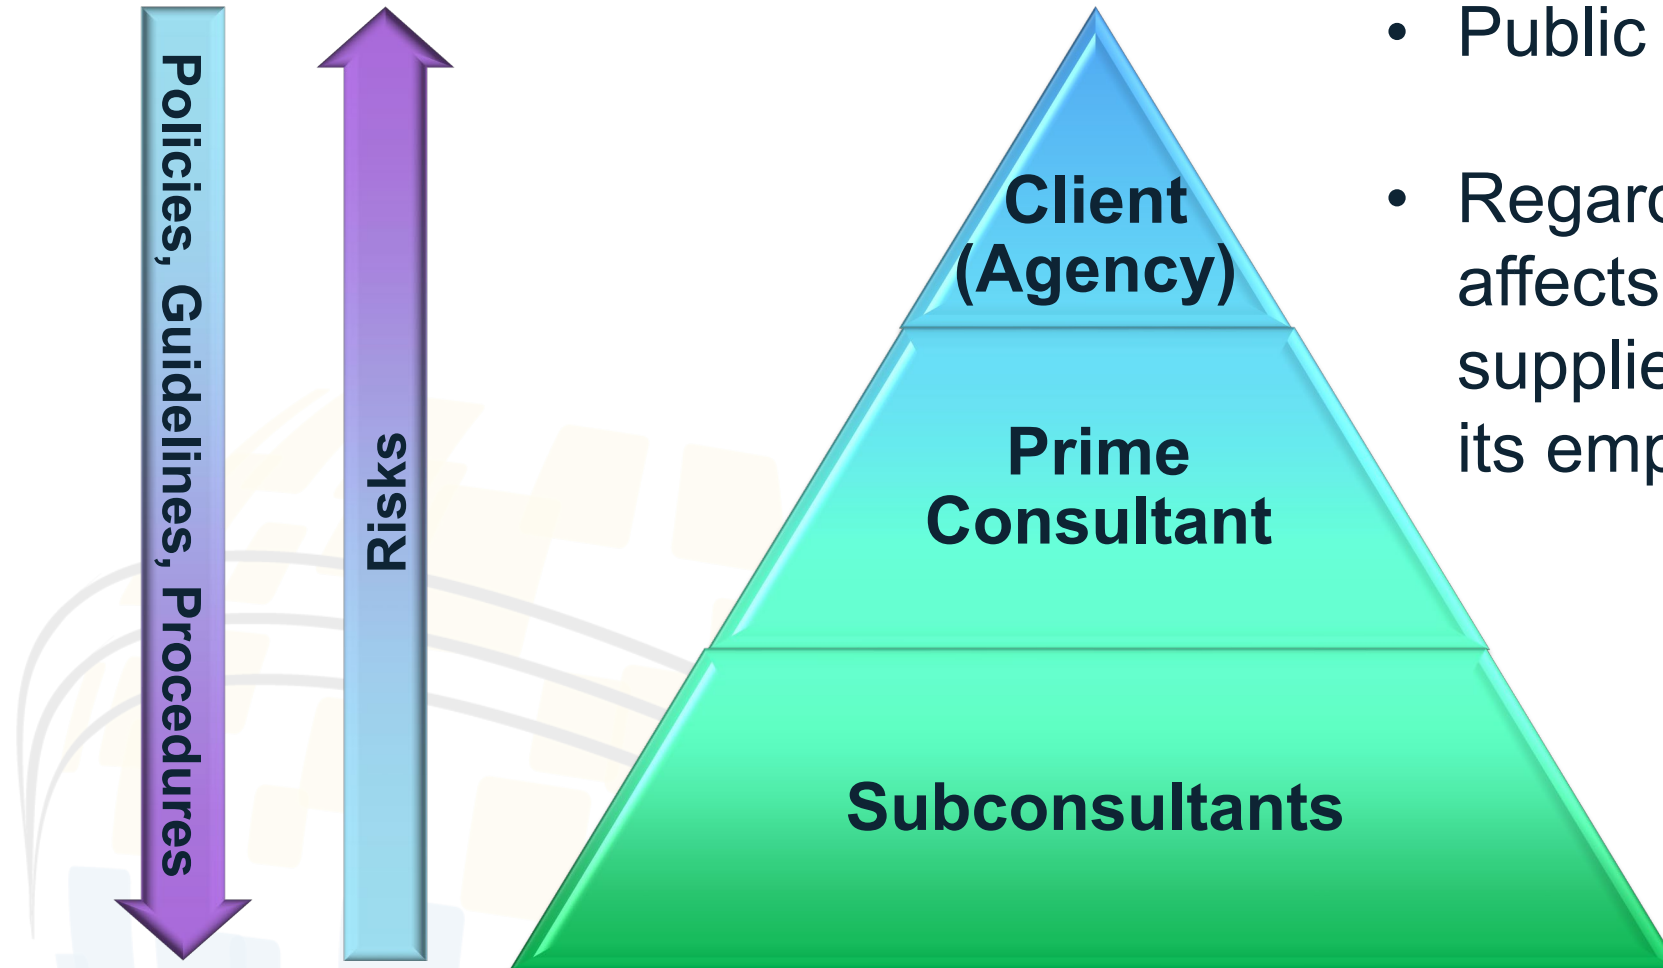 Policies, Guidelines, Procedures
Risks
Client
(Agency)
Prime
Consultant
Subconsultants
• Public
•
affects
its